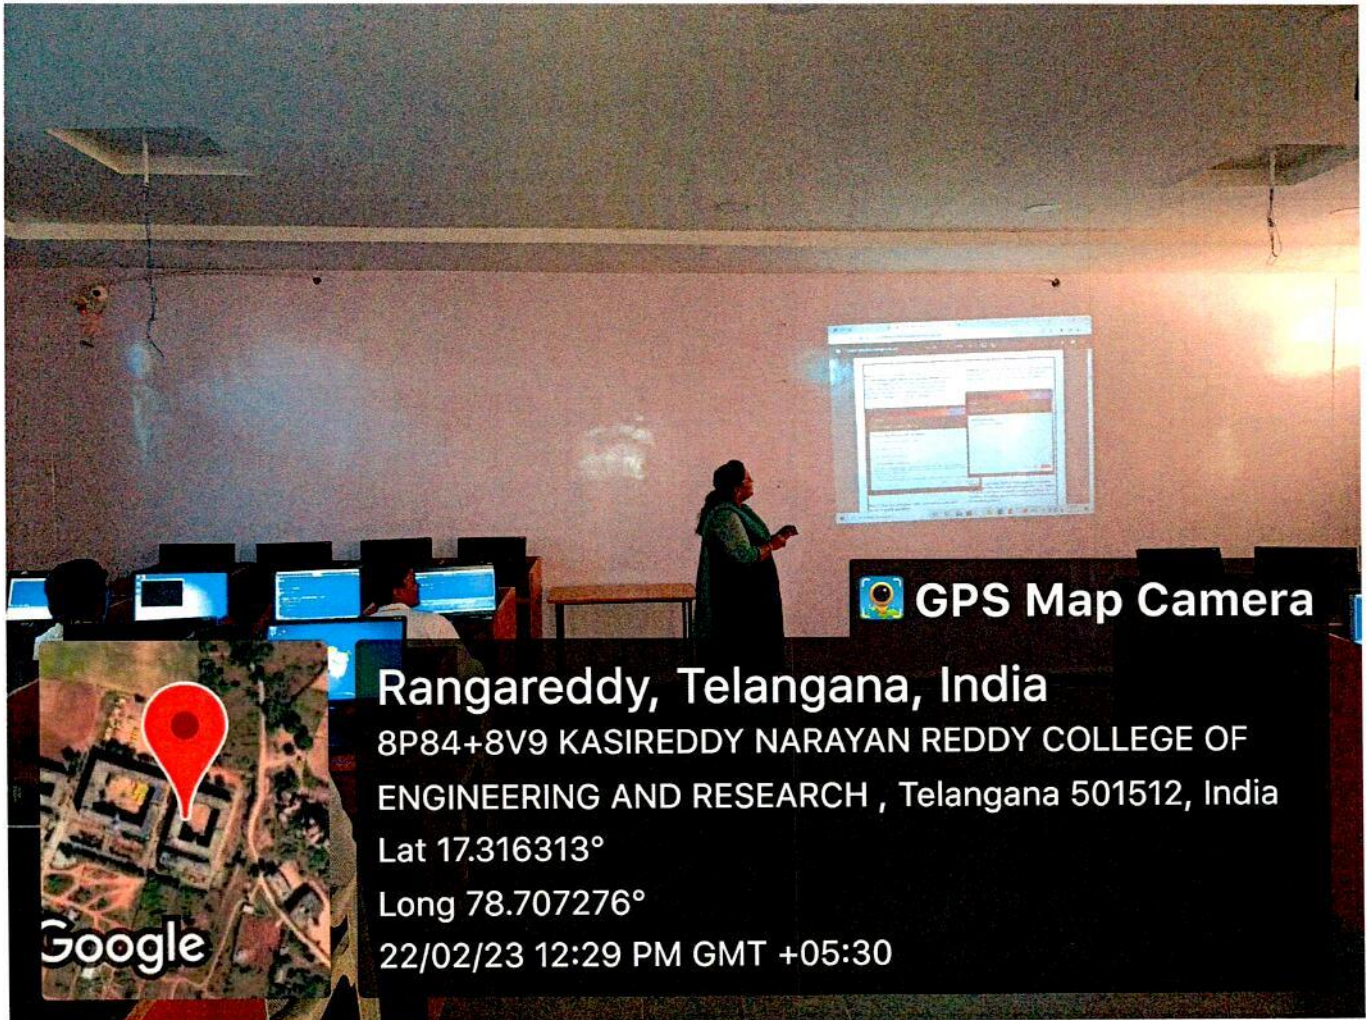 GPS Map Camera
Rangareddy, Telangana, India
8P84+8V9 KASIREDDY NARAYAN REDDY COLLEGE OF
ENGINEERING AND RESEARCH , Telangana 501512, India
Lat 17.316313°
Long 78.707276°
22/02/23 12:29 PM GMT +05:30
Google